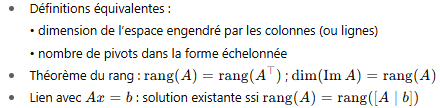 • Définitions équivalentes :
• dimension de l'espace engendré par les colonnes (ou lignes)
• nombre de pivots dans la forme échelonnée
• Théorème du rang : rang(A) = rang(A⊤) ; dim(Im A) = rang(A)
• Lien avec Ax = b : solution existante ssi rang(A) = rang([A | b])